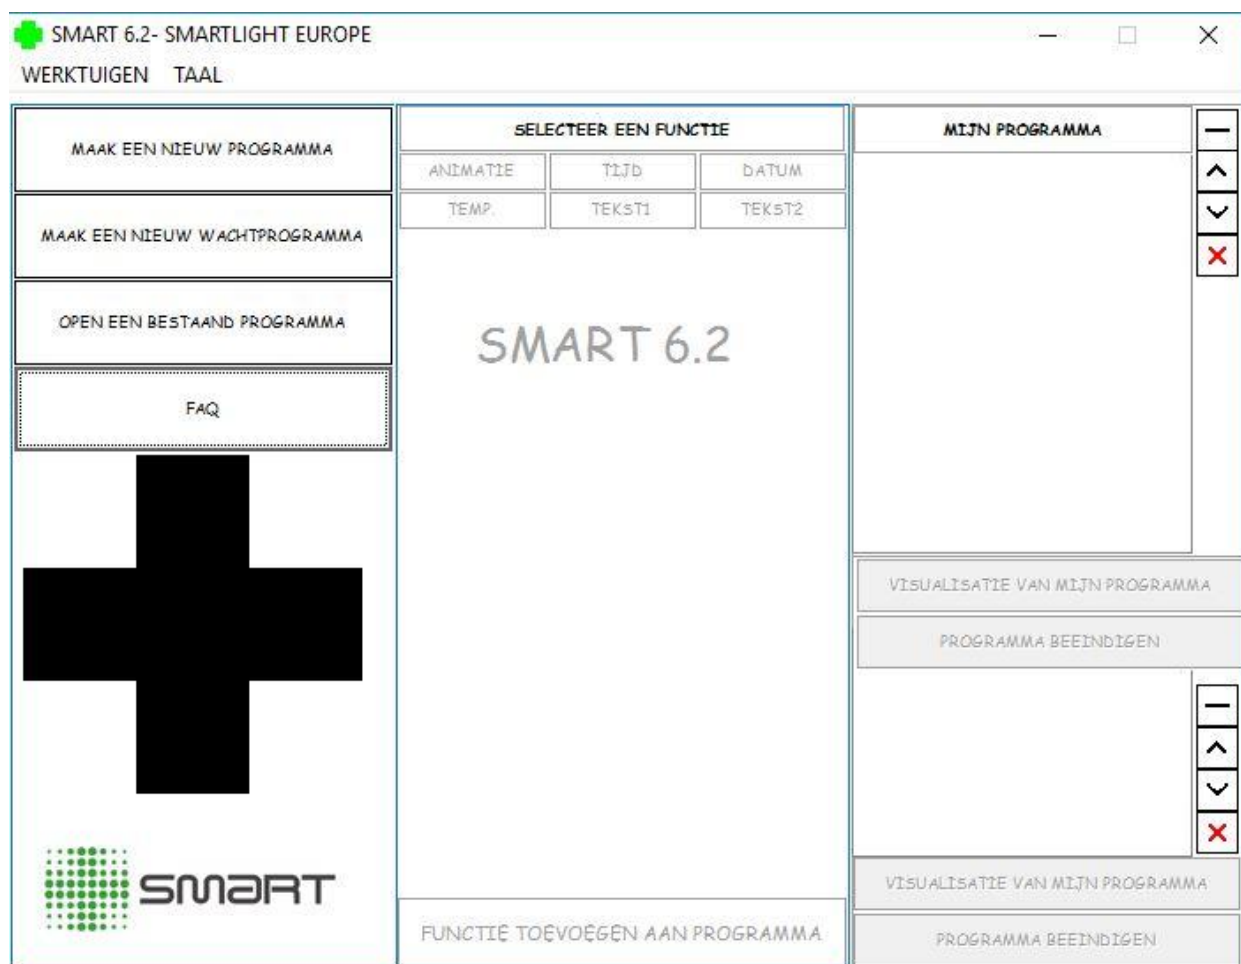 SMART 6.2- SMARTLIGHT EUROPE
WERKTUIGEN TAAL
MAAK EEN NIEUW PROGRAMMA
MAAK EEN NIEUW WACHTPROGRAMMA
OPEN EEN BESTAAND PROGRAMMA
FAQ
SMART
SELECTEER EEN FUNCTIE
ANIMATIE TIJD DATUM
TEMP. TEKST1 TEKST2
SMART 6.2
FUNCTIE TOEVOEGEN AAN PROGRAMMA
MIJN PROGRAMMA
VISUALISATIE VAN MIJN PROGRAMMA
PROGRAMMA BEEINDIGEN
VISUALISATIE VAN MIJN PROGRAMMA
PROGRAMMA BEEINDIGEN